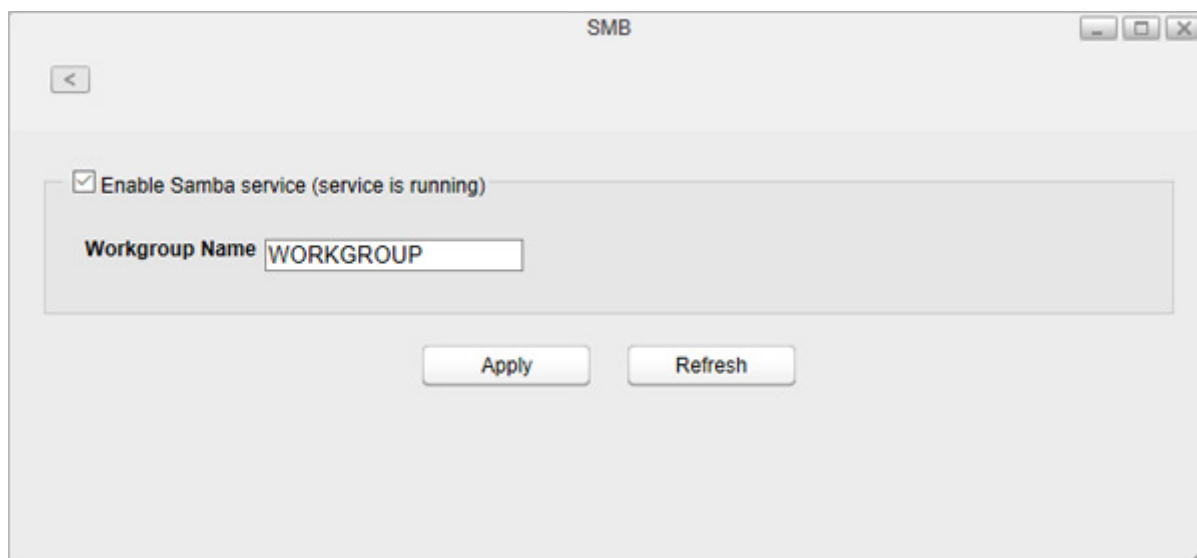 SMB
<
Enable Samba service (service is running)
Workgroup Name WORKGROUP
Apply Refresh